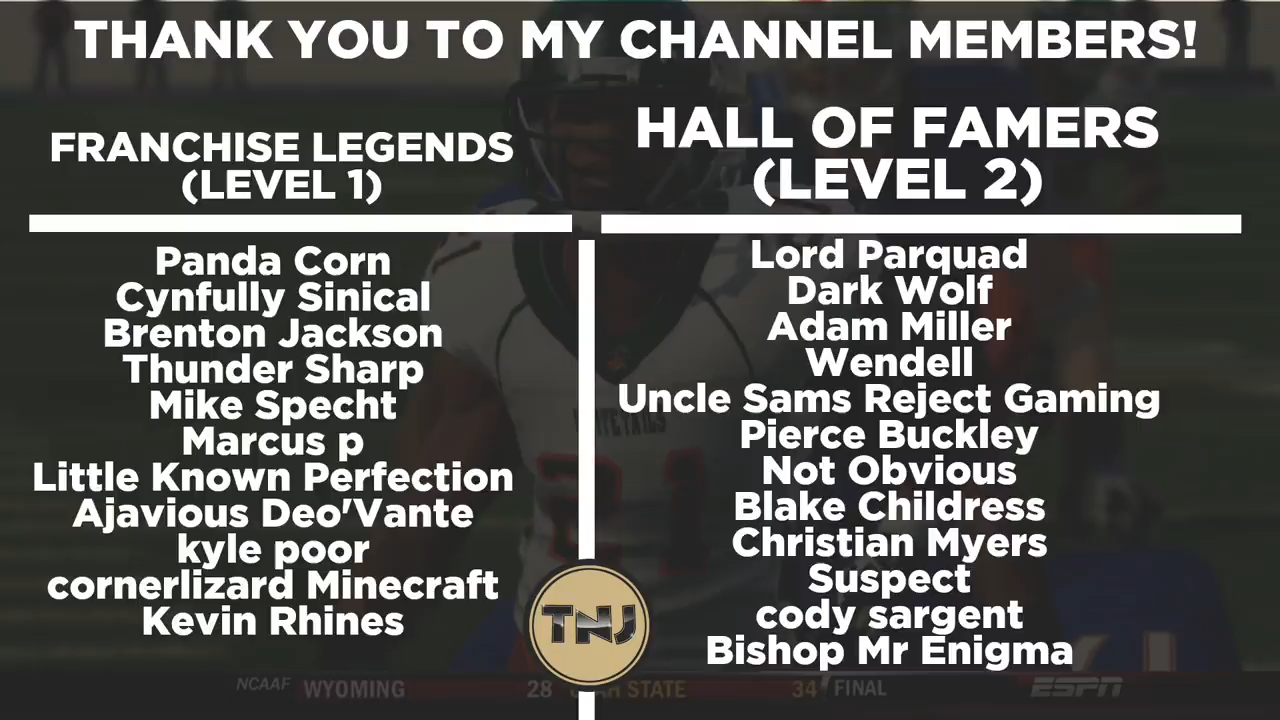 THANK YOU TO MY CHANNEL MEMBERS!
FRANCHISE LEGENDS
(LEVEL 1)
Panda Corn
Cynfully Sinical
Brenton Jackson
Thunder Sharp
Mike Specht
Marcus p
Little Known Perfection
Ajavious Deo'Vante
kyle poor
cornerlizard Minecraft
Kevin Rhines
HALL OF FAMERS
(LEVEL 2)
Lord Parquad
Dark Wolf
Adam Miller
Wendell
Uncle Sams Reject Gaming
Pierce Buckley
Not Obvious
Blake Childress
Christian Myers
Suspect
cody sargent
Bishop Mr Enigma
TNJ
21
NCAAF WYOMING 28 STATE 34 FINAL ESPN